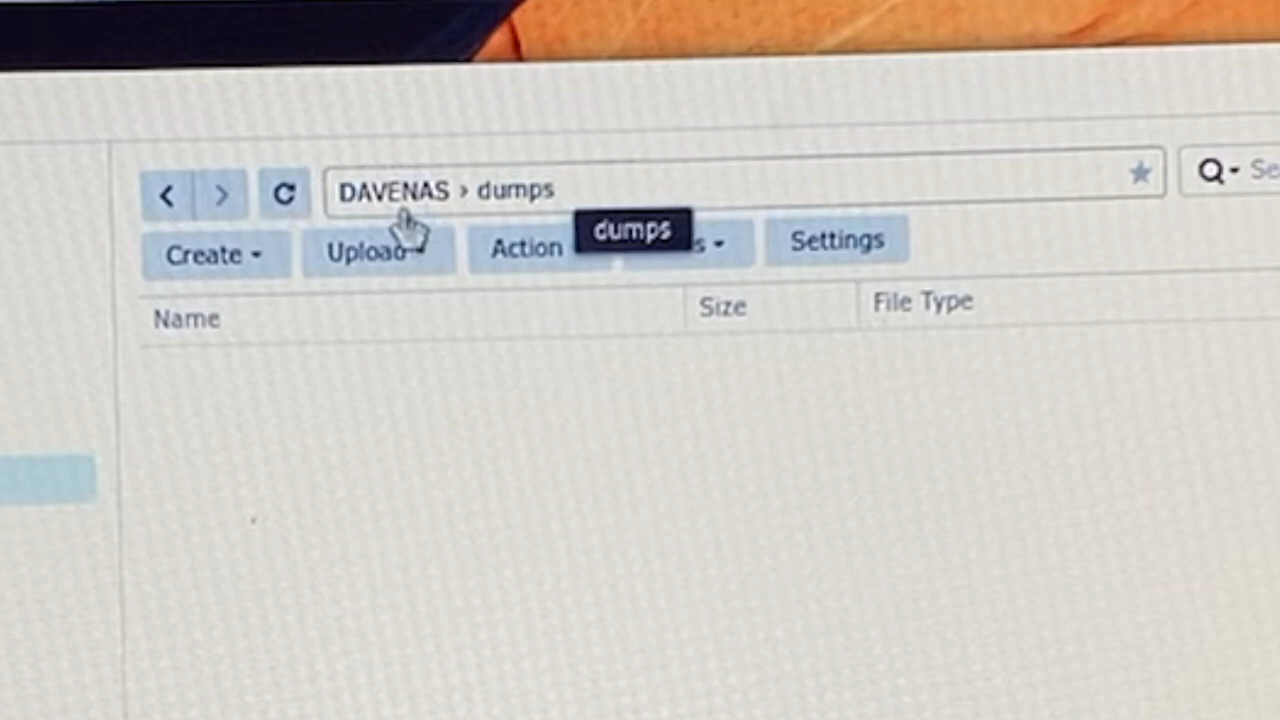 DAVENAS > dumps
Create Upload Action s Settings
dumps
Name Size File Type